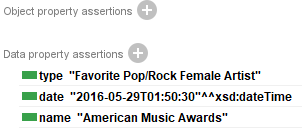 Object property assertions
Data property assertions
type "Favorite Pop/Rock Female Artist"
date "2016-05-29T01:50:30"^^xsd:dateTime
name "American Music Awards"